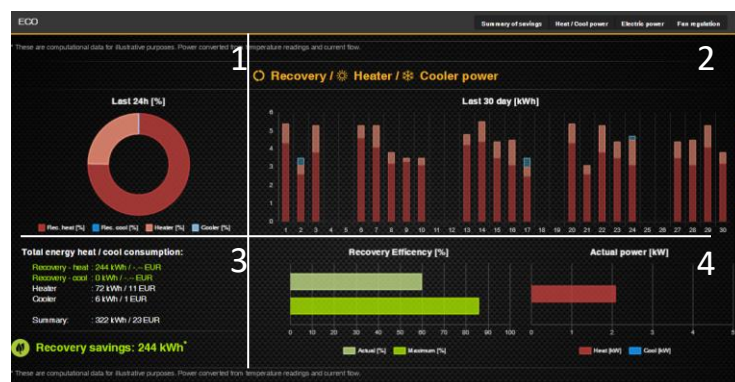 ECO
Summary of savings Heat / Cool power Electric power Fan regulation
* These are computational data for illustrative purposes. Power converted from temperature readings and current flow.
1
2
Recovery / Heater / Cooler power
Last 24h [%]
Rec. heat [%] Rec. cool [%] Heater [%] Cooler [%]
Last 30 day [kWh]
6
5
4
3
2
1
0
1 2 3 4 5 6 7 8 9 10 11 12 13 14 15 16 17 18 19 20 21 22 23 24 25 26 27 28 29 30
3
Total energy heat / cool consumption:
Recovery - heat : 244 kWh / -.-- EUR
Recovery - cool : 0 kWh / -.-- EUR
Heater : 72 kWh / 11 EUR
Cooler : 6 kWh / 1 EUR
Summary: : 322 kWh / 23 EUR
Recovery savings: 244 kWh*
4
Recovery Efficency [%]
0 10 20 30 40 50 60 70 80 90 100
Actual [%] Maximum [%]
Actual power [kW]
0 1 2 3 4 5
Heat [kW] Cool [kW]
* These are computational data for illustrative purposes. Power converted from temperature readings and current flow.